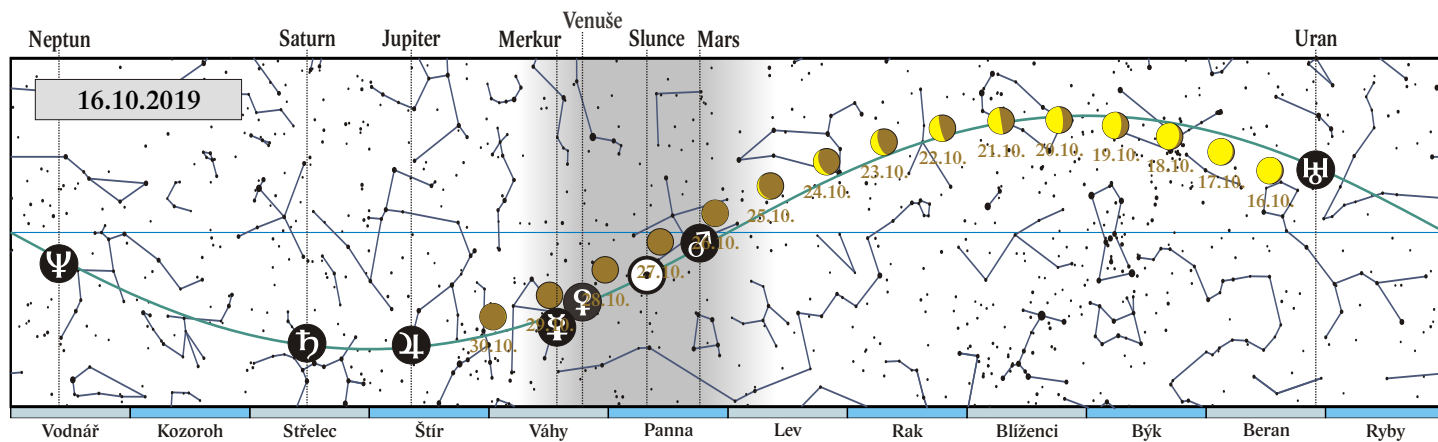 Venuše
Neptun Saturn Jupiter Merkur Slunce Mars Uran
16.10.2019
30.10. 29.10. 28.10. 27.10. 26.10. 25.10. 24.10. 23.10. 22.10. 21.10. 20.10. 19.10. 18.10. 17.10. 16.10.
Vodnář Kozoroh Střelec Štír Váhy Panna Lev Rak Blíženci Býk Beran Ryby